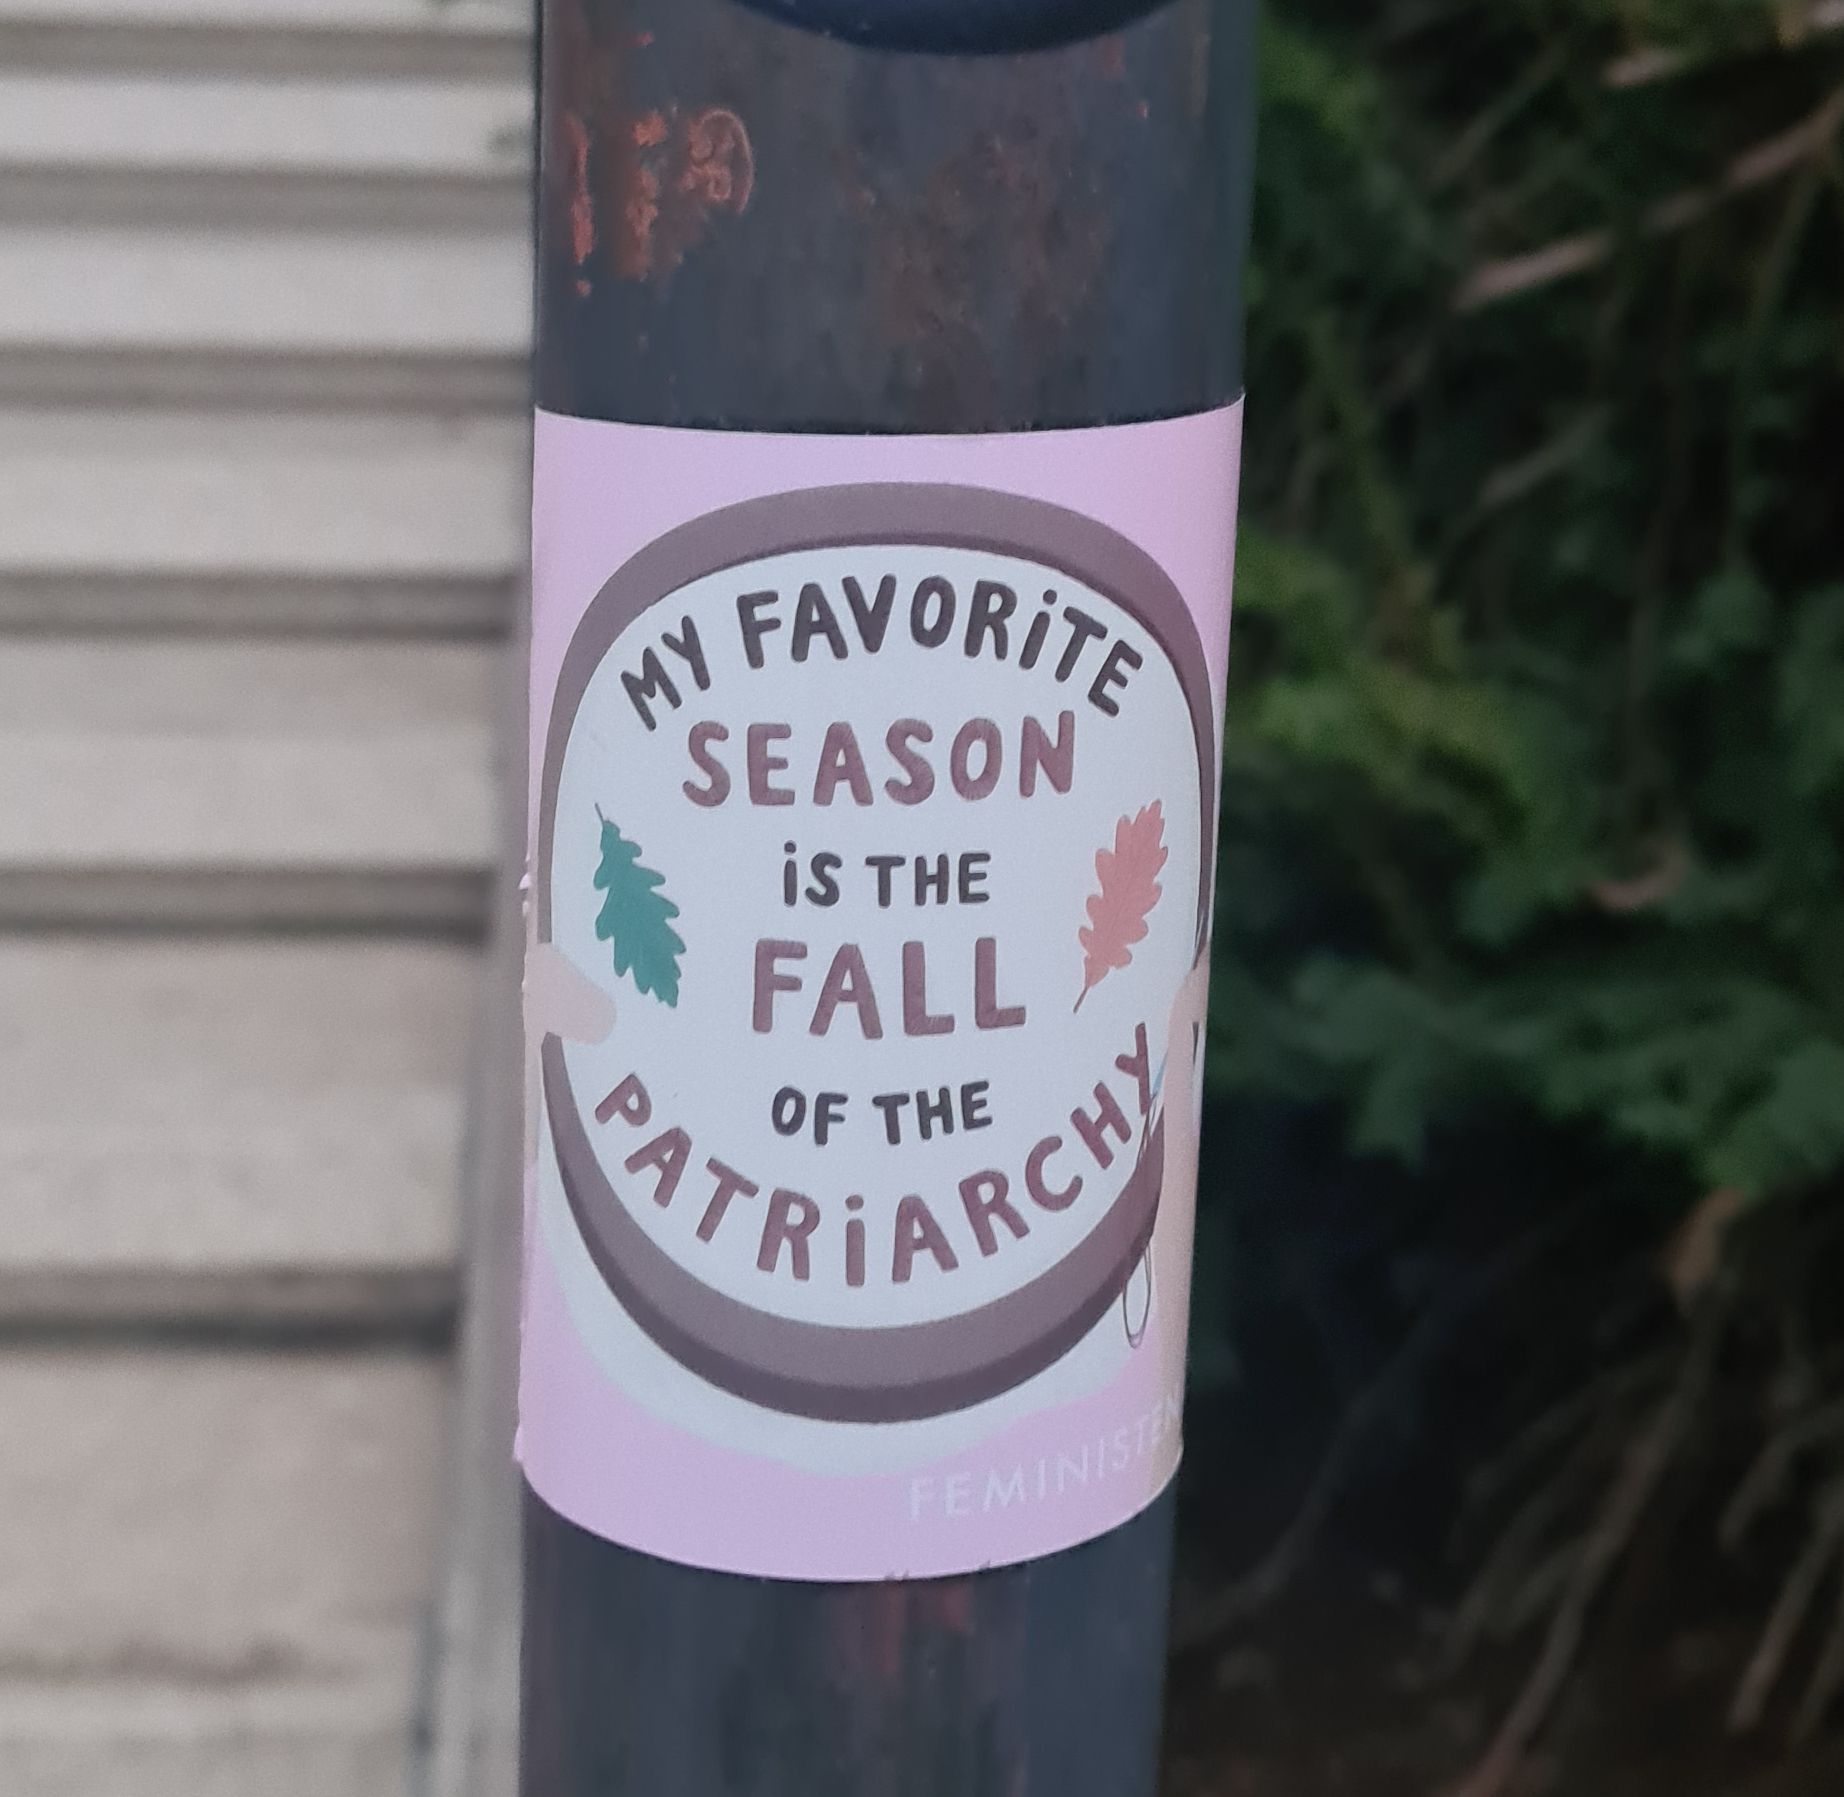 MY FAVORiTE
SEASON
iS THE
FALL
OF THE
PATRiARCHY
FEMINISTEN